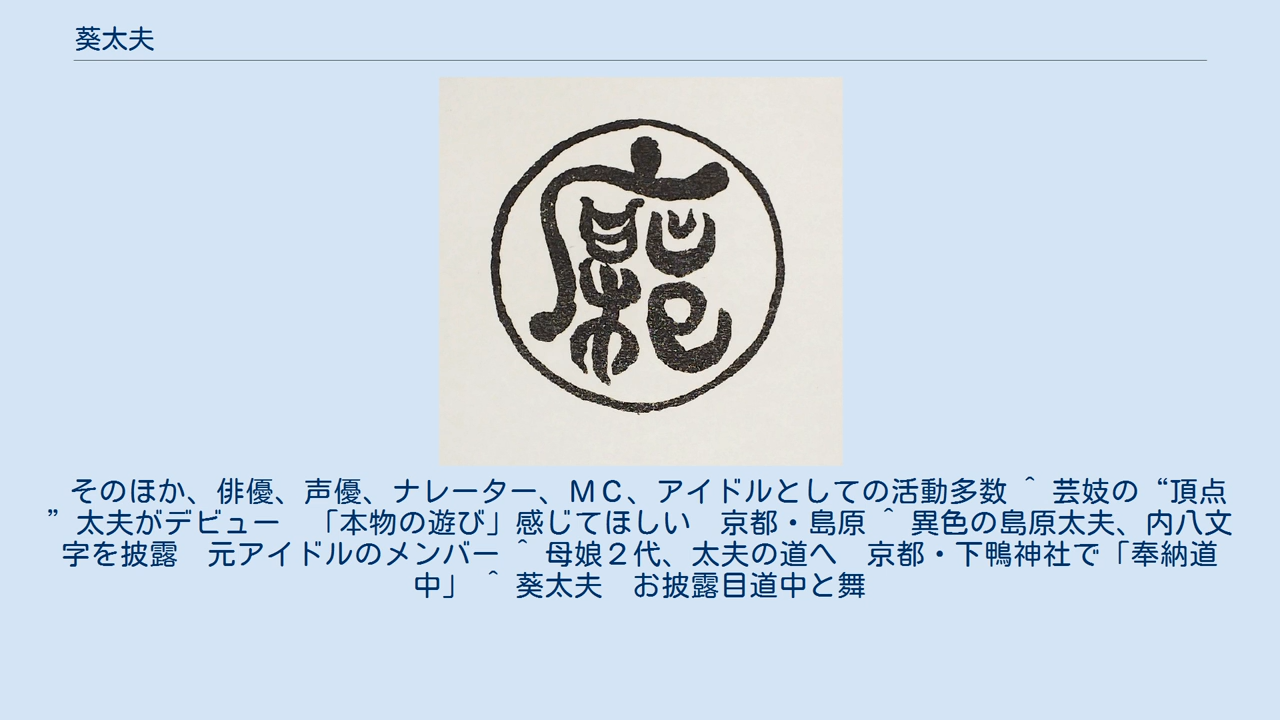 葵太夫
そのほか、俳優、声優、ナレーター、ＭＣ、アイドルとしての活動多数 ＾ 芸妓の “頂点
” 太夫がデビュー　「本物の遊び」感じてほしい　京都・島原 ＾ 異色の島原太夫、内八文
字を披露　元アイドルのメンバー ＾ 母娘２代、太夫の道へ　京都・下鴨神社で「奉納道
中」 ＾ 葵太夫　お披露目道中と舞